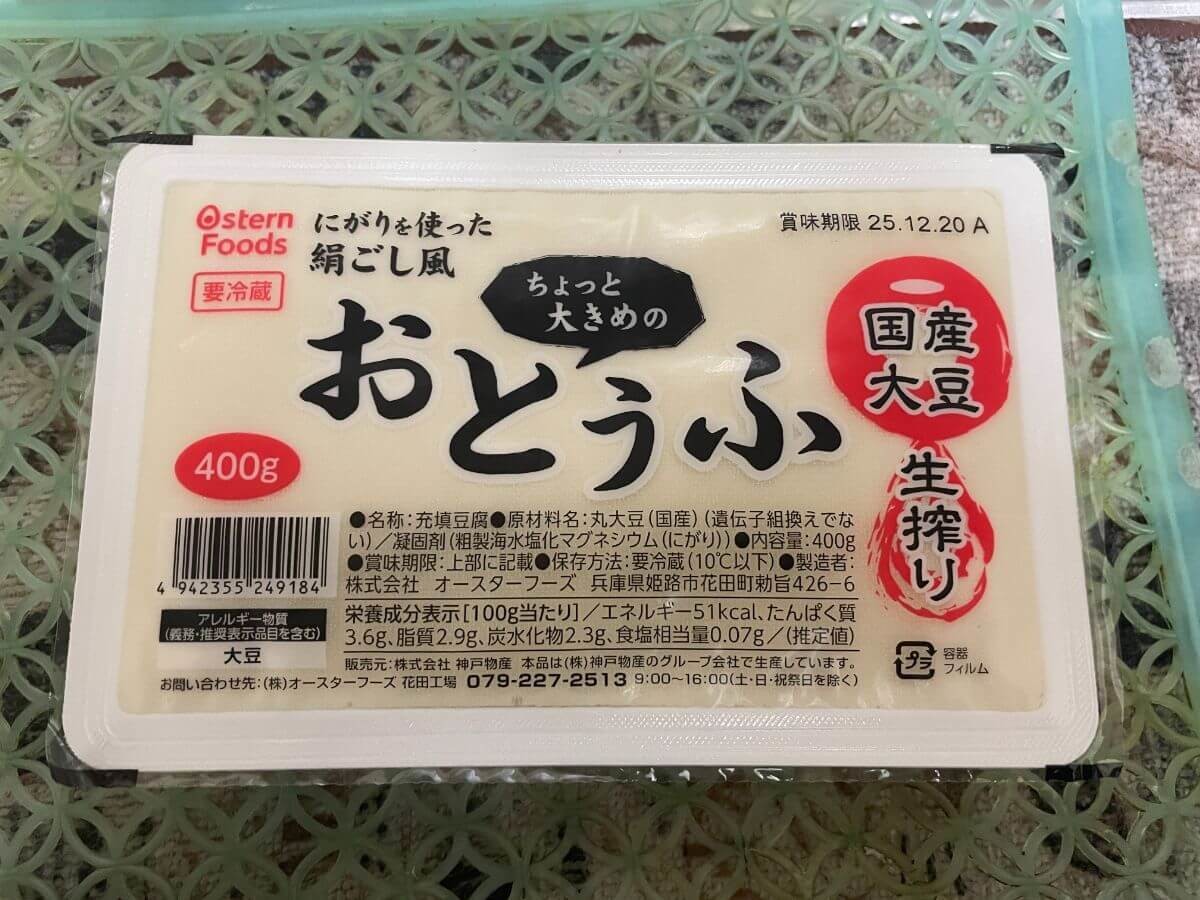 Ostern
Foods
要冷蔵
にがりを使った
絹ごし風
ちょっと
大きめの
おとうふ
賞味期限 25.12.20 A
国産
大豆
生搾り
400g
4 942355 249184
アレルギー物質
(義務・推奨表示品目を含む)
大豆
●名称:充填豆腐●原材料名:丸大豆(国産)(遺伝子組換えでな
い)/凝固剤(粗製海水塩化マグネシウム(にがり))●内容量:400g
●賞味期限:上部に記載●保存方法:要冷蔵(10℃以下)●製造者:
株式会社 オースターフーズ 兵庫県姫路市花田町勅旨426-6
栄養成分表示[100g当たり]/エネルギー51kcal、たんぱく質
3.6g、脂質2.9g、炭水化物2.3g、食塩相当量0.07g/(推定値)
販売元:株式会社 神戸物産 本品は(株)神戸物産のグループ会社で生産しています。
お問い合わせ先:(株)オースターフーズ 花田工場 079-227-2513 9:00~16:00(土・日・祝祭日を除く)
プラ
容器
フィルム